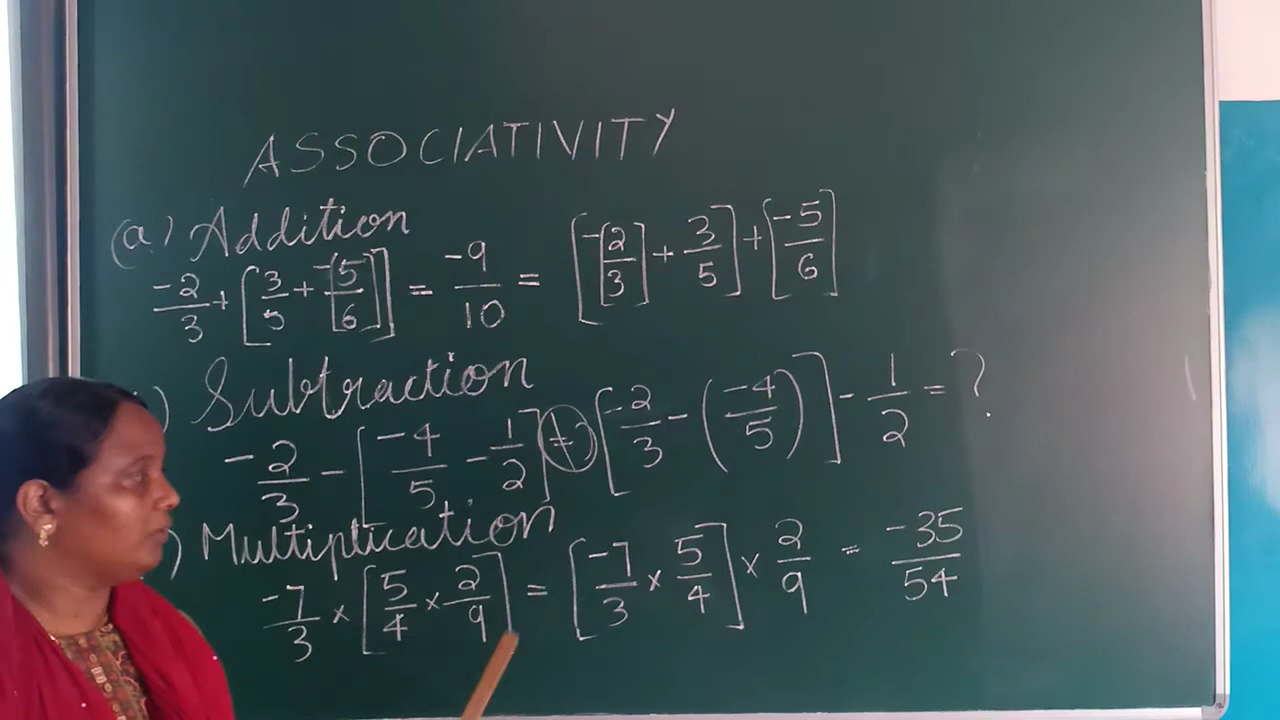 ASSOCIATIVITY
(a) Addition
-2/3 + [3/5 + [-5/6]] = -9/10 = [[-2/3] + 3/5] + [-5/6]
) Subtraction
-2/3 - [-4/5 - 1/2] ≠ [-2/3 - (-4/5)] - 1/2 = ?
) Multiplication
-7/3 × [5/4 × 2/9] = [-7/3 × 5/4] × 2/9 = -35/54